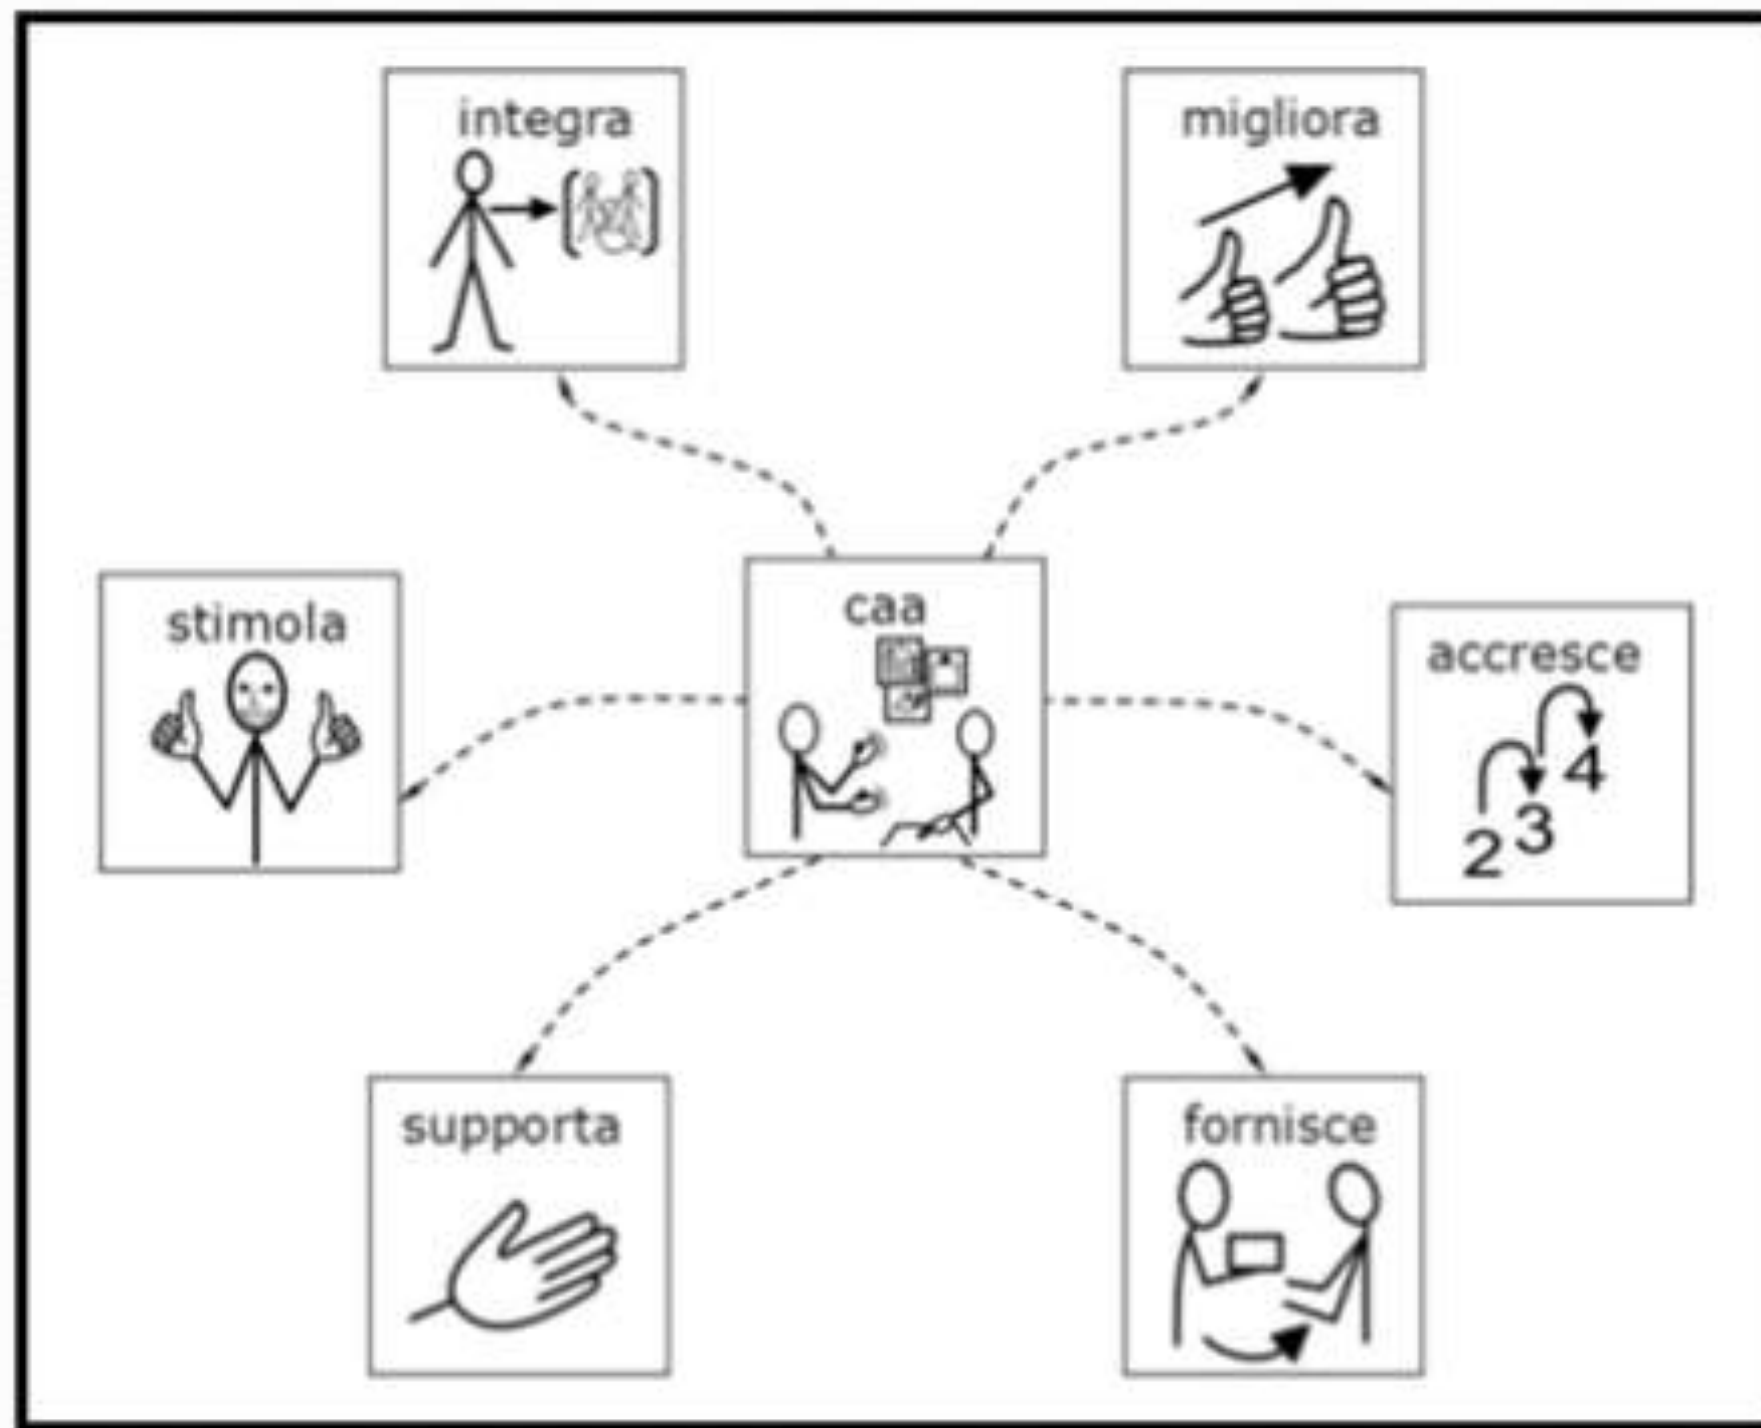 integra
migliora
stimola
caa
accresce
4
3
2
supporta
fornisce